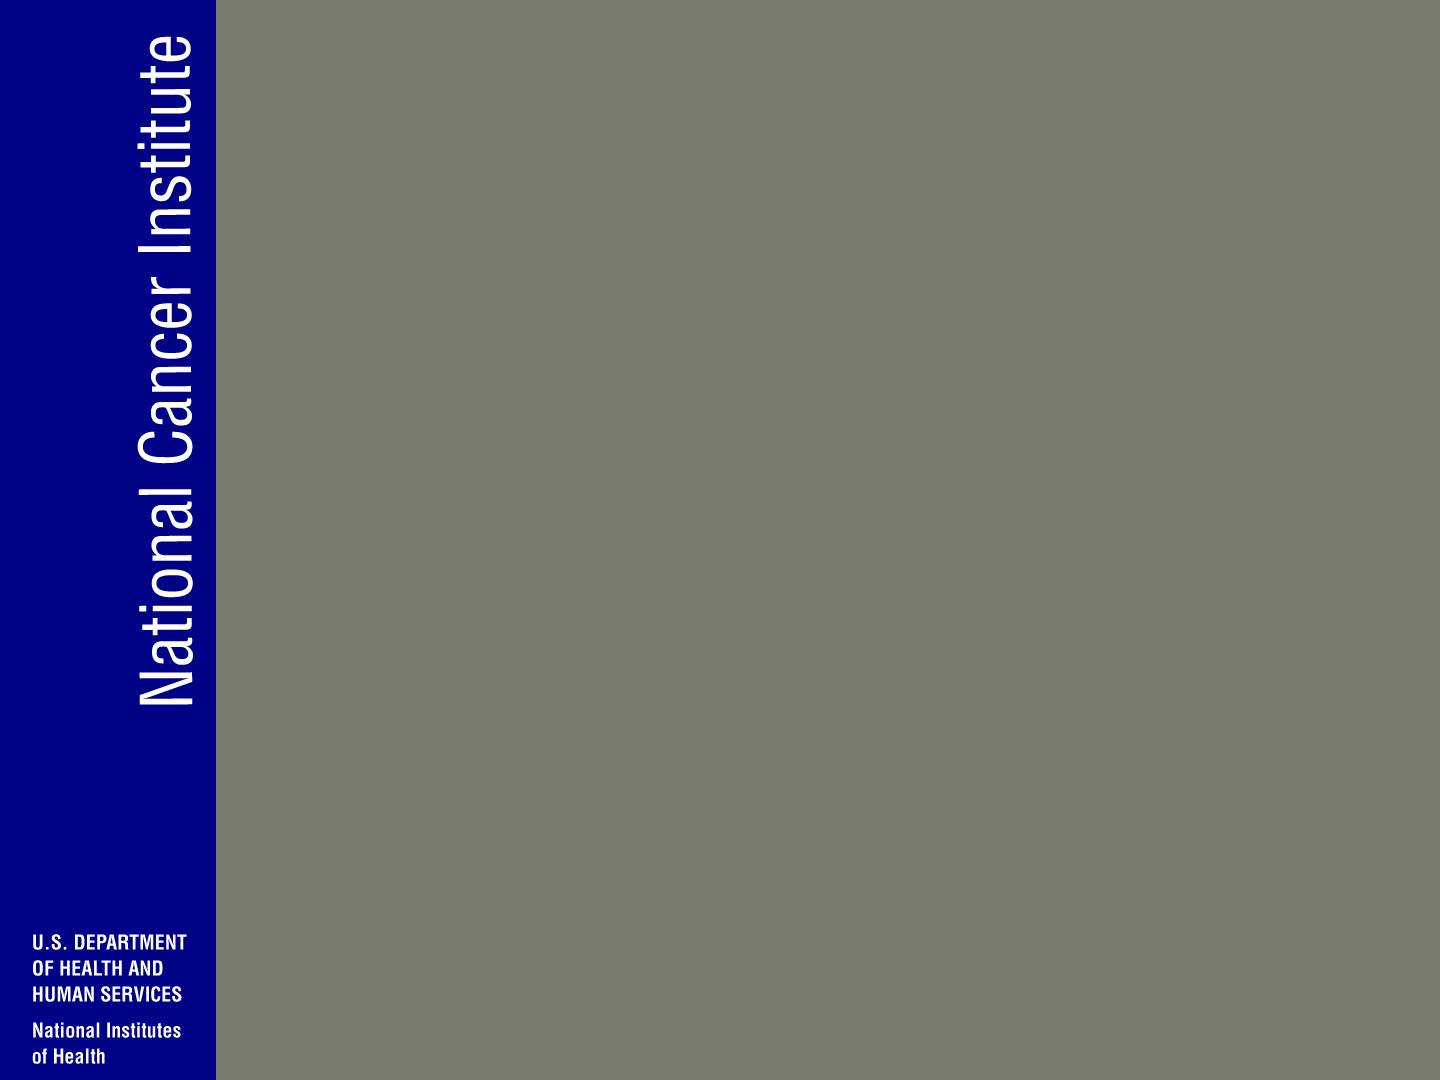 National Cancer Institute
U.S. DEPARTMENT
OF HEALTH AND
HUMAN SERVICES
National Institutes
of Health